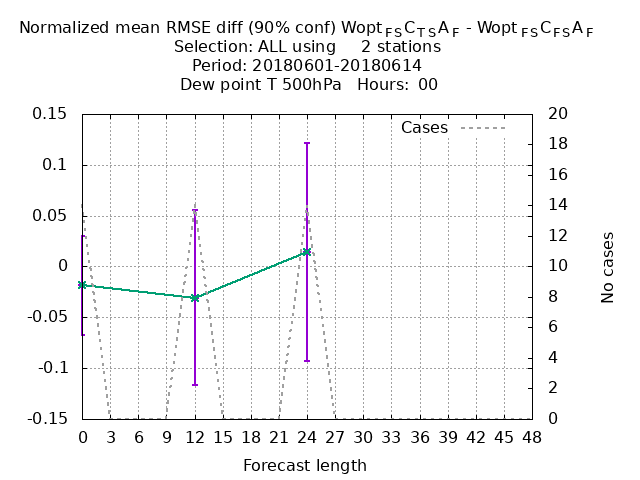 Normalized mean RMSE diff (90% conf) Wopt FS C T S A F - Wopt FS C FS A F
Selection: ALL using 2 stations
Period: 20180601-20180614
Dew point T 500hPa Hours: 00
Cases
0.15
0.1
0.05
0
-0.05
-0.1
-0.15
20
18
16
14
12
10
8
6
4
2
0
No cases
0 3 6 9 12 15 18 21 24 27 30 33 36 39 42 45 48
Forecast length